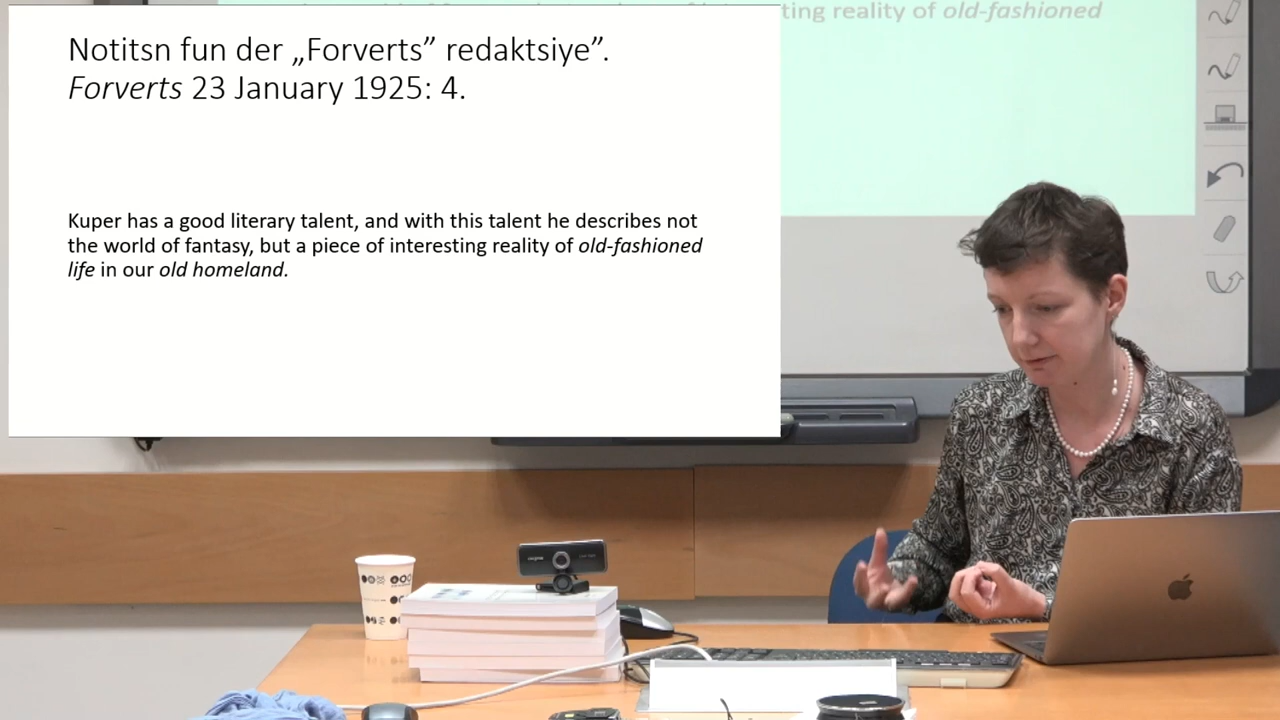 Notitsn fun der „Forverts” redaktsiye”.
Forverts 23 January 1925: 4.
Kuper has a good literary talent, and with this talent he describes not
the world of fantasy, but a piece of interesting reality of old-fashioned
life in our old homeland.
ting reality of old-fashioned